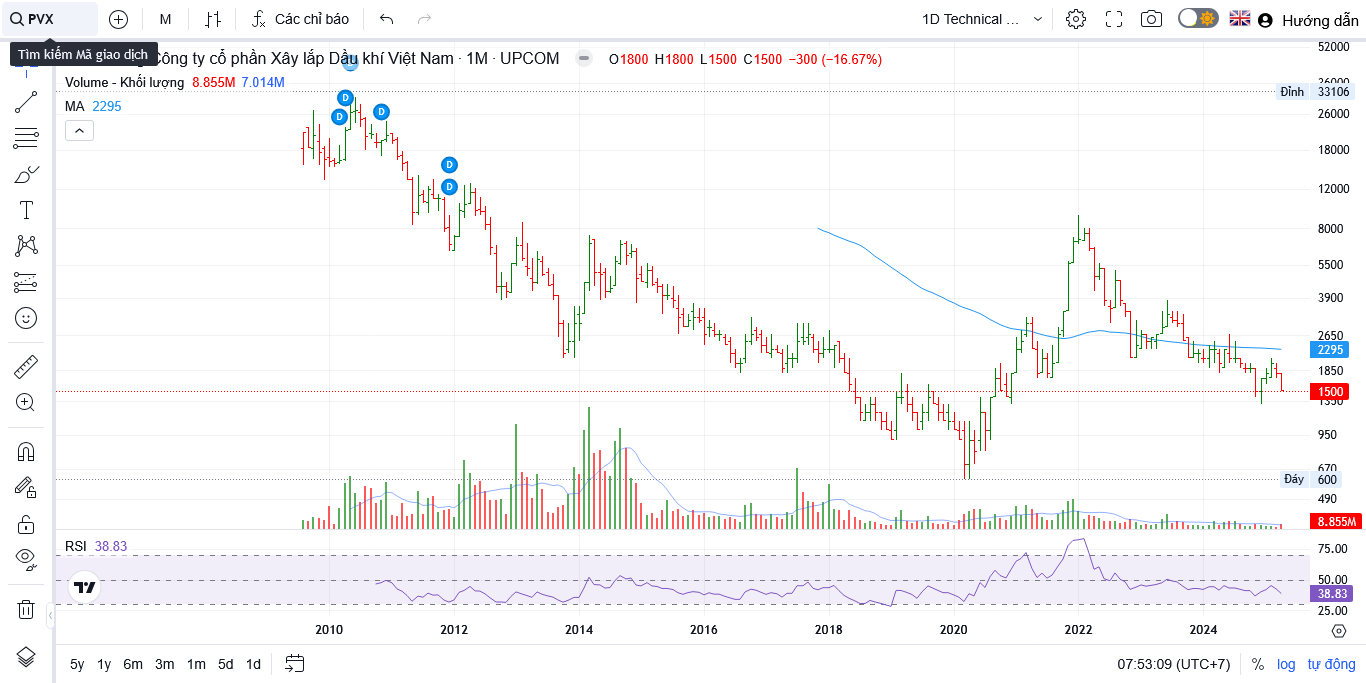 PVX M Các chỉ báo 1D Technical ... Hướng dẫn
Tìm kiếm Mã giao dịch
Công ty cổ phần Xây lắp Dầu khí Việt Nam · 1M · UPCOM O1800 H1800 L1500 C1500 −300 (−16.67%)
Volume - Khối lượng 8.855M 7.014M
MA 2295
D
D
D
D
D
52000
Đỉnh 33106
26000
18000
12000
8000
5500
3900
2650
2295
1850
1500
950
670
Đáy 600
490
8.855M
RSI 38.83
75.00
50.00
38.83
25.00
2010 2012 2014 2016 2018 2020 2022 2024
5y 1y 6m 3m 1m 5d 1d 07:53:09 (UTC+7) % log tự động